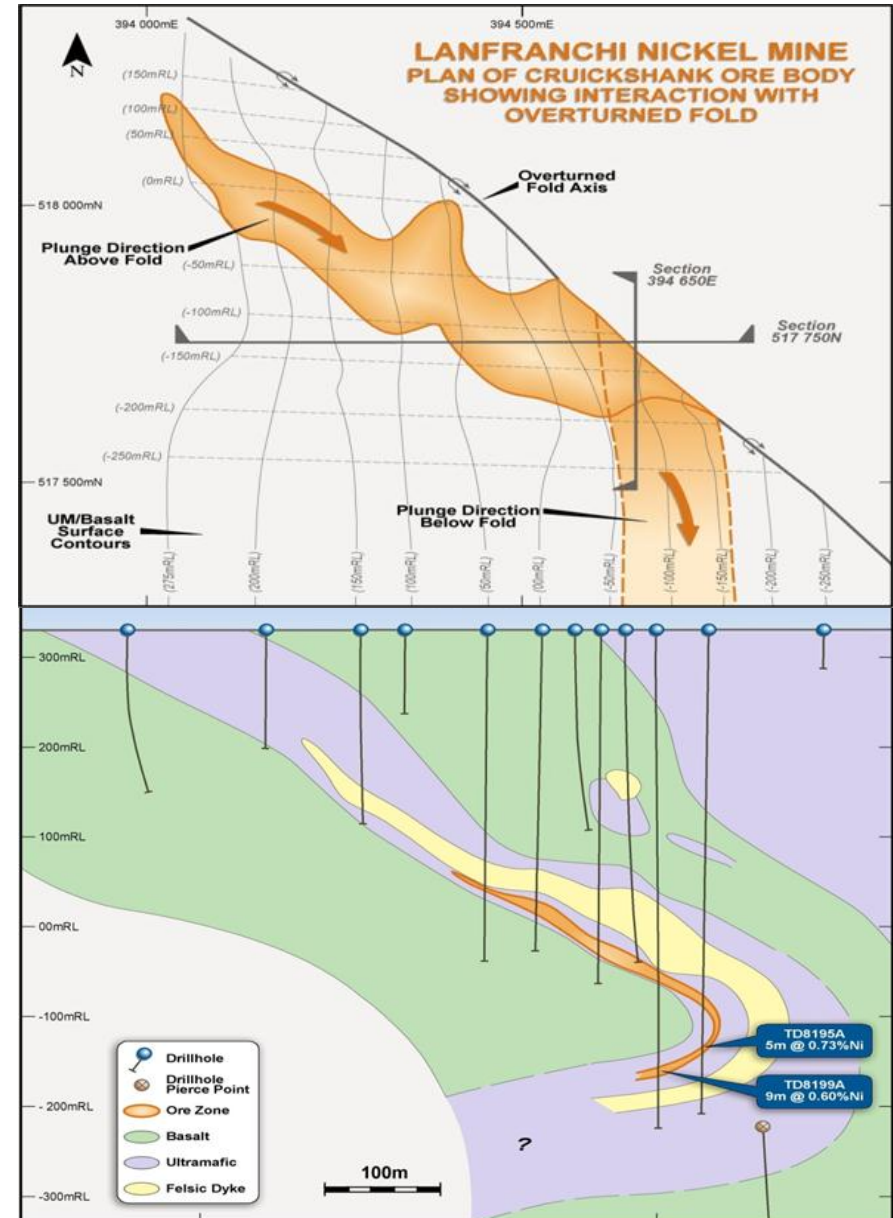 394 000mE
394 500mE
N
LANFRANCHI NICKEL MINE
PLAN OF CRUICKSHANK ORE BODY
SHOWING INTERACTION WITH
OVERTURNED FOLD
(150mRL)
(100mRL)
(50mRL)
(0mRL)
Overturned
Fold Axis
518 000mN
Plunge Direction
Above Fold
(-50mRL)
Section
394 650E
(-100mRL)
Section
517 750N
(-150mRL)
(-200mRL)
(-250mRL)
517 500mN
UM/Basalt
Surface
Contours
Plunge Direction
Below Fold
(275mRL)
(200mRL)
(150mRL)
(100mRL)
(50mRL)
(00mRL)
(-50mRL)
(-100mRL)
(-150mRL)
(-200mRL)
(-250mRL)
300mRL
200mRL
100mRL
00mRL
-100mRL
- 200mRL
-300mRL
TD8195A
5m @ 0.73%Ni
TD8199A
9m @ 0.60%Ni
Drillhole
Drillhole
Pierce Point
Ore Zone
Basalt
Ultramafic
Felsic Dyke
?
100m